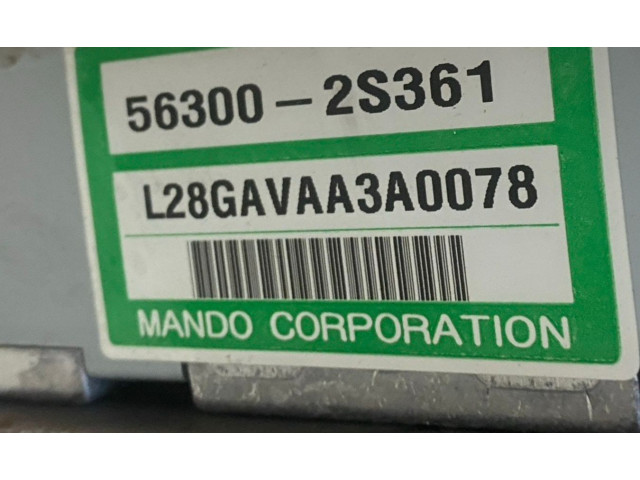 56300-2S361
L28GAVAA3A0078
MANDO CORPORATION